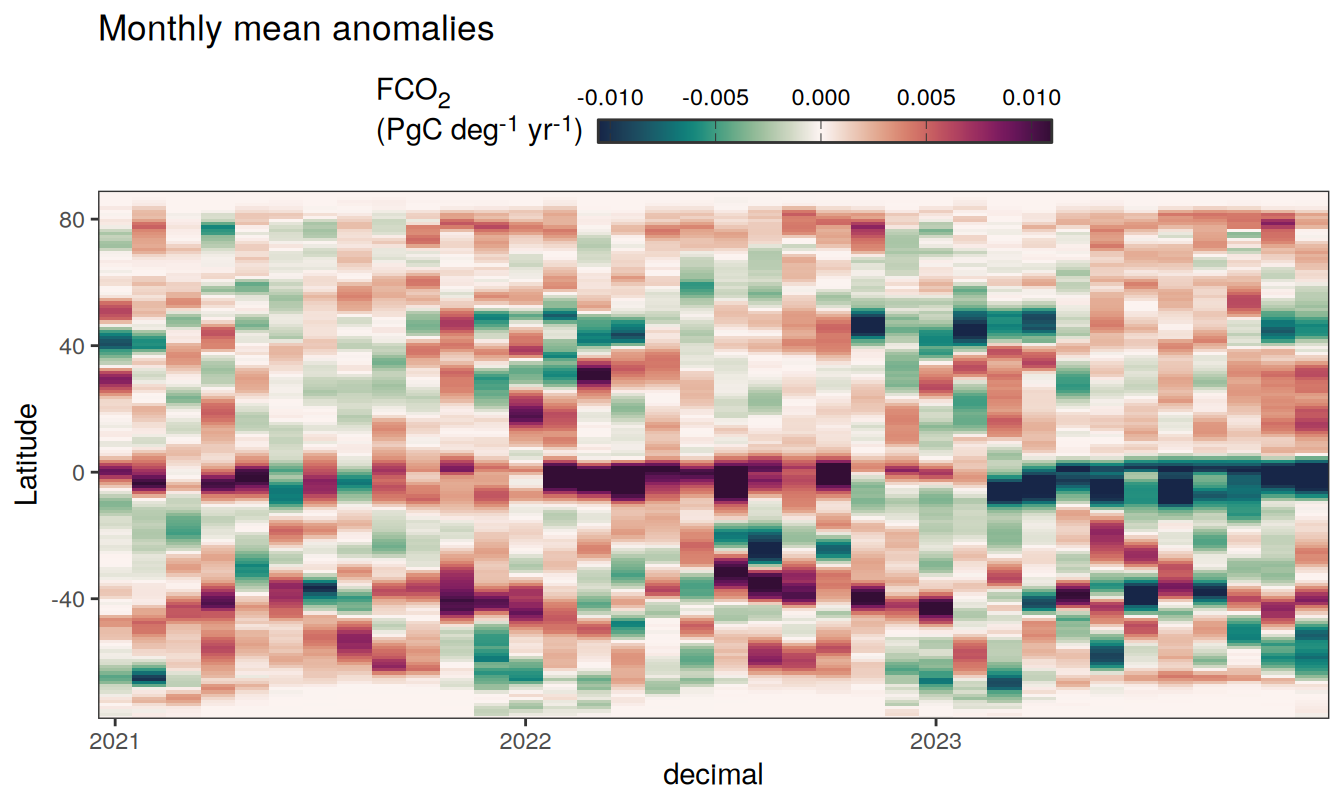 Monthly mean anomalies
FCO₂
(PgC deg⁻¹ yr⁻¹)
-0.010 -0.005 0.000 0.005 0.010
Latitude
80
40
0
-40
2021 2022 2023
decimal